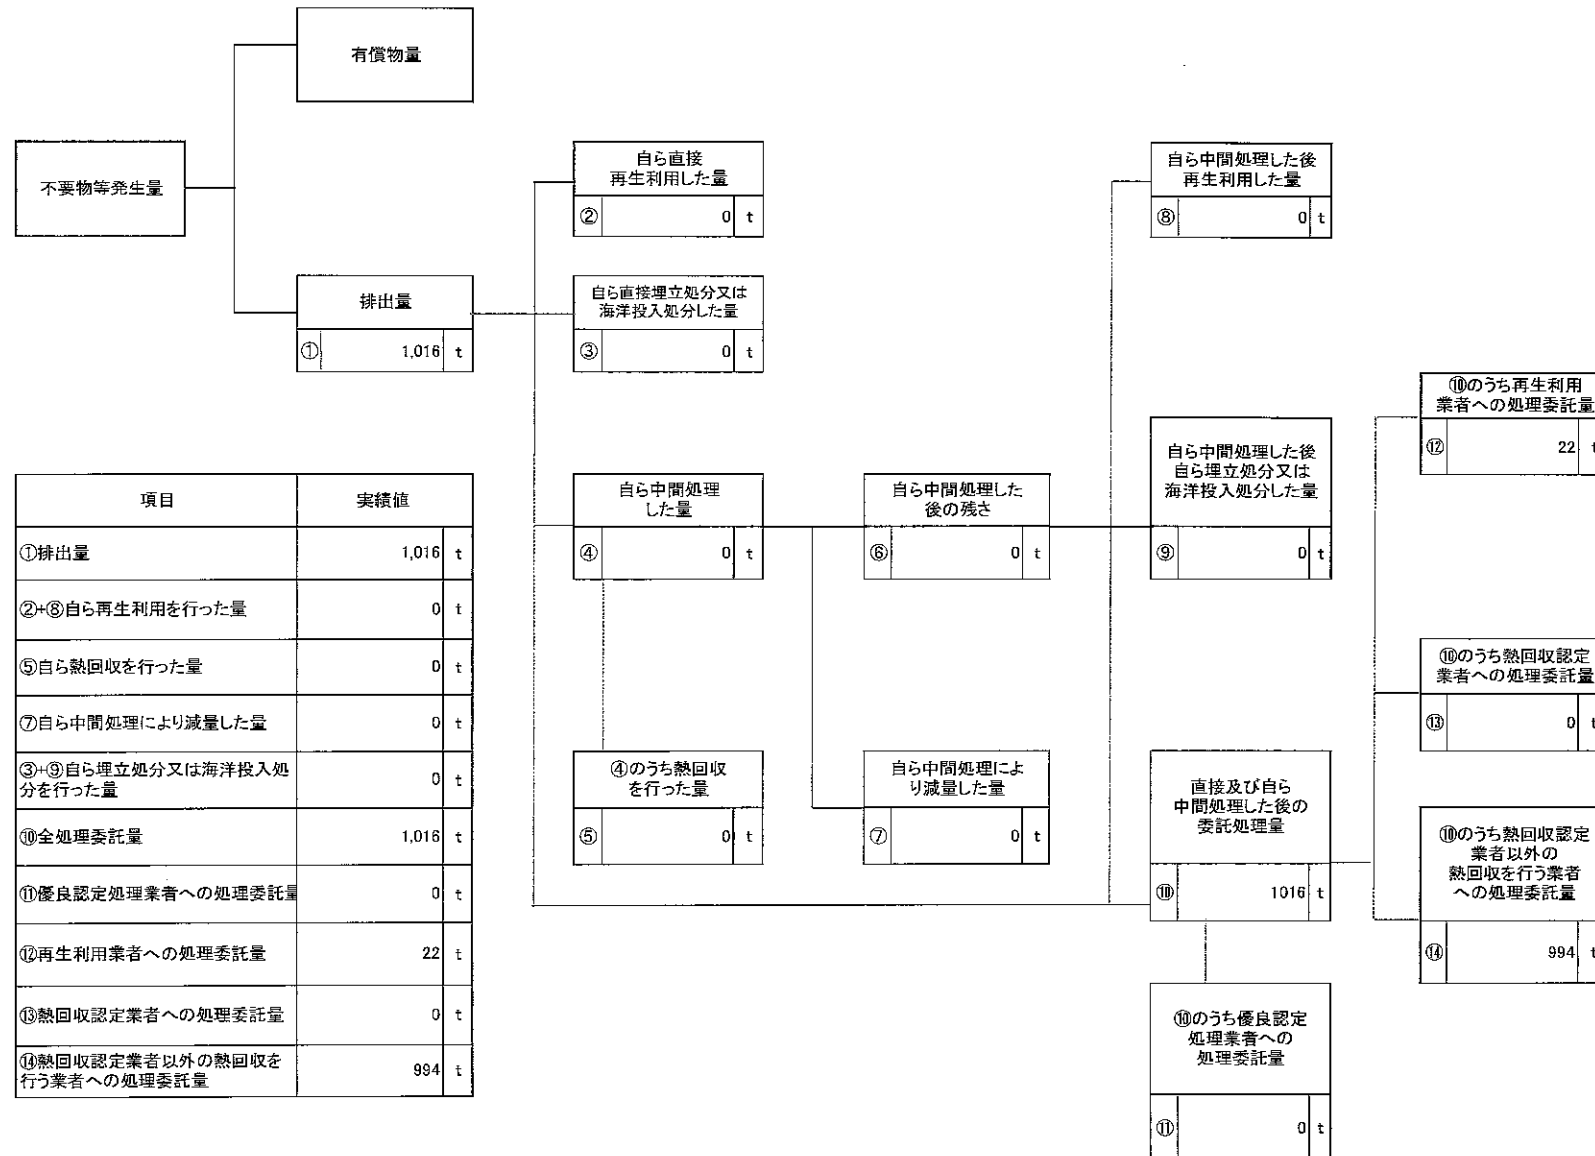 有償物量
不要物等発生量
排出量
① 1,016 t
自ら直接
再生利用した量
② 0 t
自ら直接埋立処分又は
海洋投入処分した量
③ 0 t
自ら中間処理
した量
④ 0 t
④のうち熱回収
を行った量
⑤ 0 t
自ら中間処理した
後の残さ
⑥ 0 t
自ら中間処理によ
り減量した量
⑦ 0 t
自ら中間処理した後
再生利用した量
⑧ 0 t
自ら中間処理した後
自ら埋立処分又は
海洋投入処分した量
⑨ 0 t
直接及び自ら
中間処理した後の
委託処理量
⑩ 1016 t
⑩のうち優良認定
処理業者への
処理委託量
⑪ 0 t
⑩のうち再生利用
業者への処理委託量
⑫ 22 t
⑩のうち熱回収認定
業者への処理委託量
⑬ 0 t
⑩のうち熱回収認定
業者以外の
熱回収を行う業者
への処理委託量
⑭ 994 t
項目 実績値
①排出量 1,016 t
②+⑧自ら再生利用を行った量 0 t
⑤自ら熱回収を行った量 0 t
⑦自ら中間処理により減量した量 0 t
③+⑨自ら埋立処分又は海洋投入処
分を行った量 0 t
⑩全処理委託量 1,016 t
⑪優良認定処理業者への処理委託量 0 t
⑫再生利用業者への処理委託量 22 t
⑬熱回収認定業者への処理委託量 0 t
⑭熱回収認定業者以外の熱回収を
行う業者への処理委託量 994 t